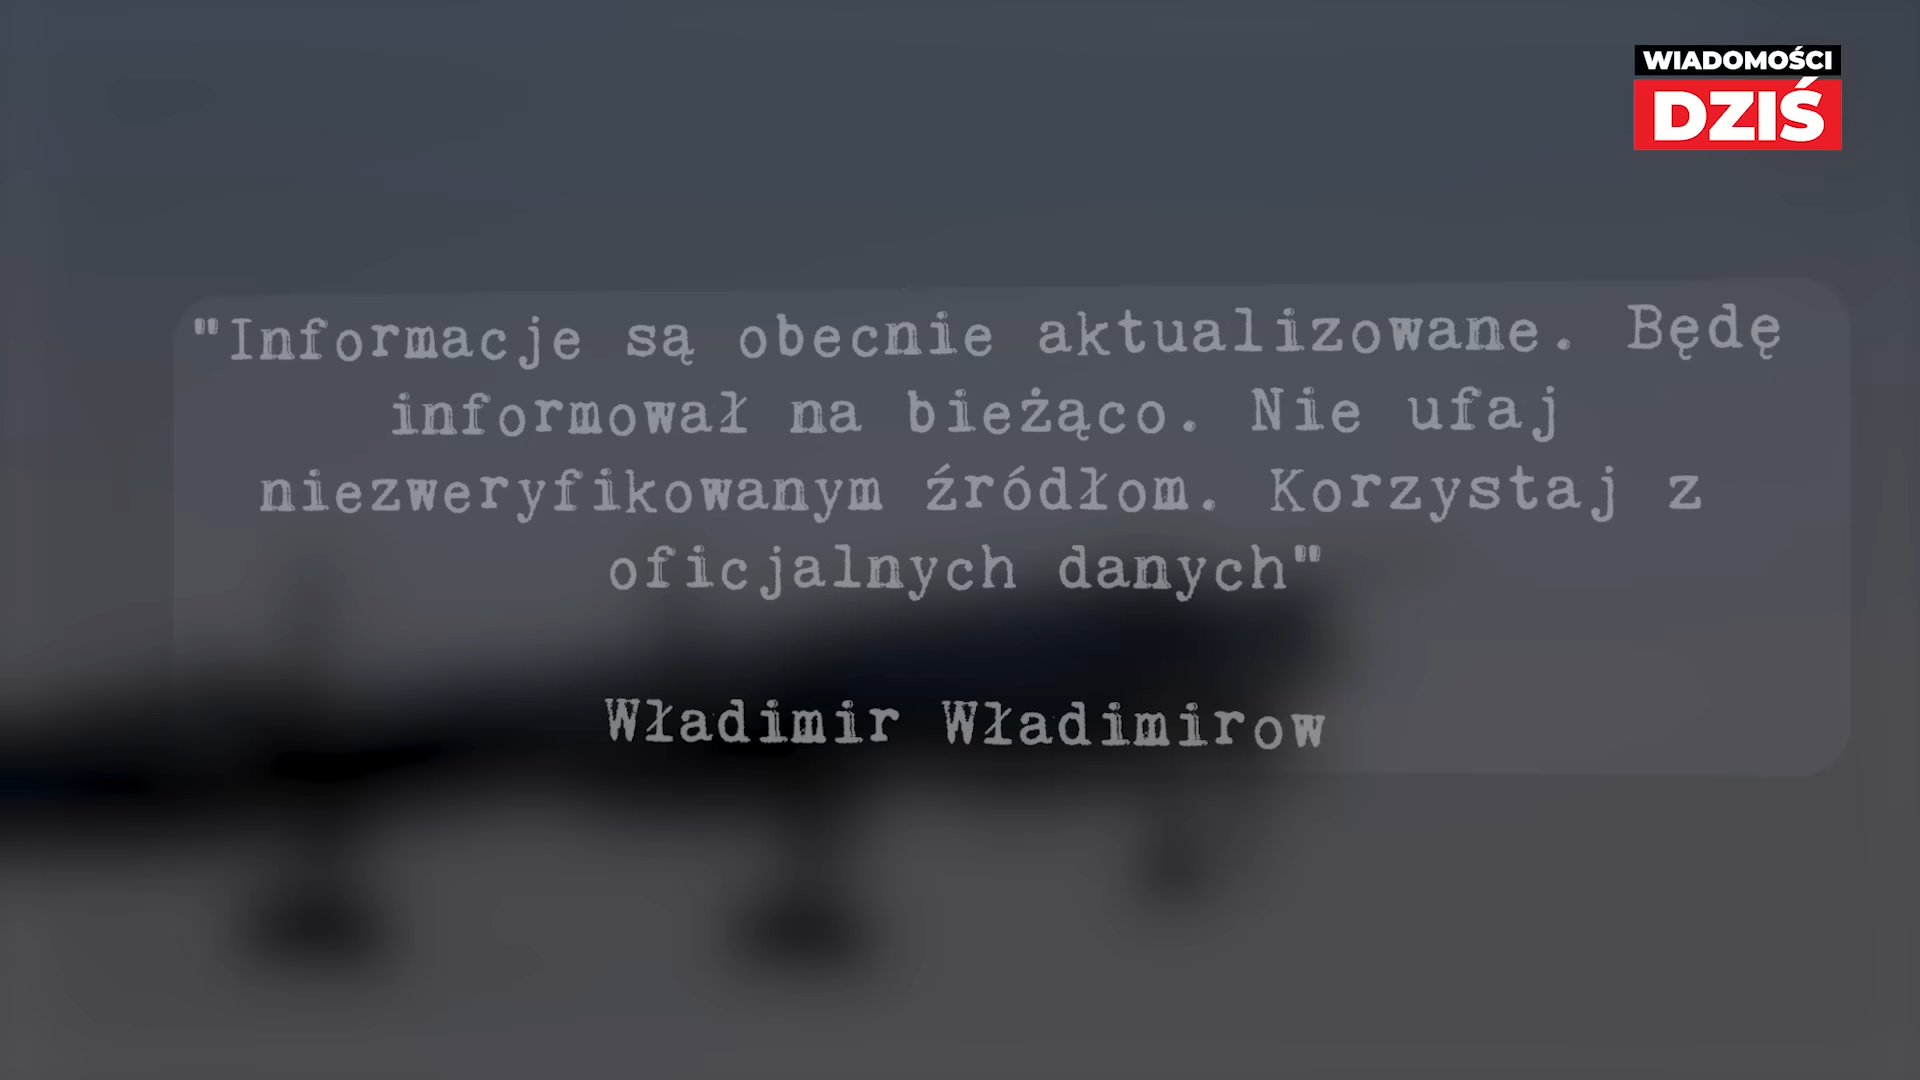 WIADOMOŚCI
DZIŚ
"Informacje są obecnie aktualizowane. Będę
informował na bieżąco. Nie ufaj
niezweryfikowanym źródłom. Korzystaj z
oficjalnych danych"
Władimir Władimirow